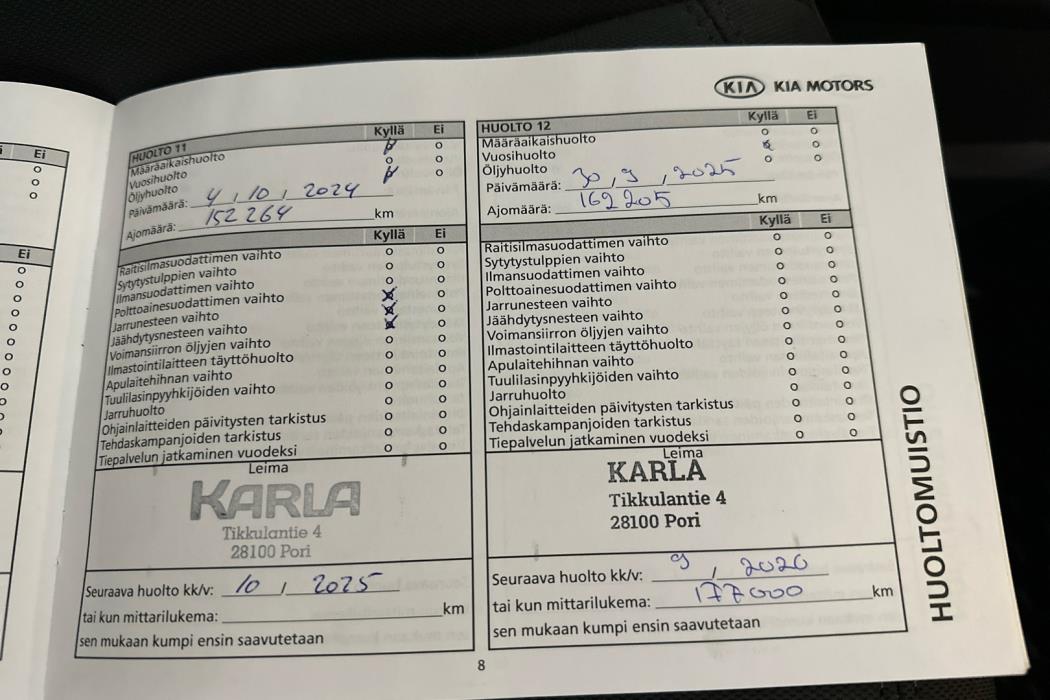 KIA KIA MOTORS
Ei
Ei
HUOLTO 11 Kyllä Ei
Määräaikaishuolto
Vuosihuolto
Öljyhuolto
Päivämäärä: 4 / 10 / 2024
Ajomäärä: 152264 km
Kyllä Ei
Raitisilmasuodattimen vaihto
Sytytystulppien vaihto
Ilmansuodattimen vaihto
Polttoainesuodattimen vaihto
Jarrunesteen vaihto
Jäähdytysnesteen vaihto
Voimansiirron öljyjen vaihto
Ilmastointilaitteen täyttöhuolto
Apulaitehihnan vaihto
Tuulilasinpyyhkijöiden vaihto
Jarruhuolto
Ohjainlaitteiden päivitysten tarkistus
Tehdaskampanjoiden tarkistus
Tiepalvelun jatkaminen vuodeksi
Leima
KARLA
Tikkulantie 4
28100 Pori
Seuraava huolto kk/v: 10 / 2025
tai kun mittarilukema: km
sen mukaan kumpi ensin saavutetaan
HUOLTO 12 Kyllä Ei
Määräaikaishuolto
Vuosihuolto
Öljyhuolto
Päivämäärä: 30 / 9 / 2025
Ajomäärä: 162205 km
Kyllä Ei
Raitisilmasuodattimen vaihto
Sytytystulppien vaihto
Ilmansuodattimen vaihto
Polttoainesuodattimen vaihto
Jarrunesteen vaihto
Jäähdytysnesteen vaihto
Voimansiirron öljyjen vaihto
Ilmastointilaitteen täyttöhuolto
Apulaitehihnan vaihto
Tuulilasinpyyhkijöiden vaihto
Jarruhuolto
Ohjainlaitteiden päivitysten tarkistus
Tehdaskampanjoiden tarkistus
Tiepalvelun jatkaminen vuodeksi
Leima
KARLA
Tikkulantie 4
28100 Pori
Seuraava huolto kk/v: 9 / 2026
tai kun mittarilukema: 177000 km
sen mukaan kumpi ensin saavutetaan
HUOLTOMUISTIO
8